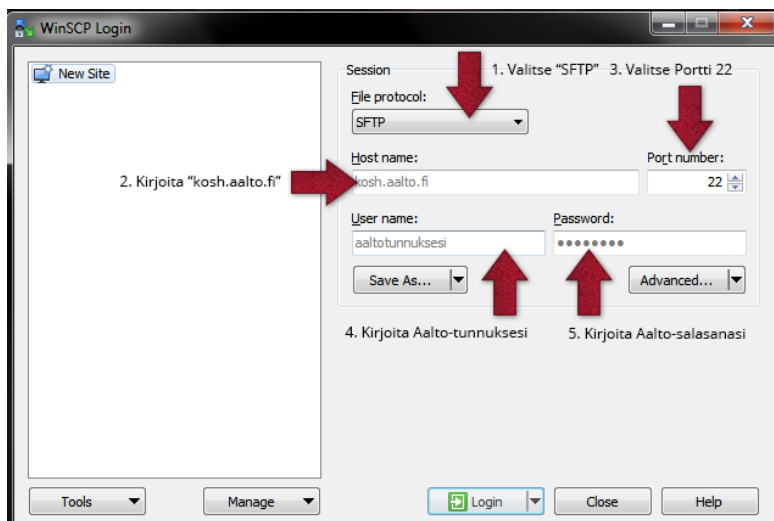 WinSCP Login
New Site
Session
1. Valitse “SFTP”
3. Valitse Portti 22
File protocol:
SFTP
2. Kirjoita “kosh.aalto.fi”
Host name:
Port number:
kosh.aalto.fi
22
User name:
Password:
aaltotunnuksesi
••••••••
Save As...
Advanced...
4. Kirjoita Aalto-tunnuksesi
5. Kirjoita Aalto-salasanasi
Tools
Manage
Login
Close
Help